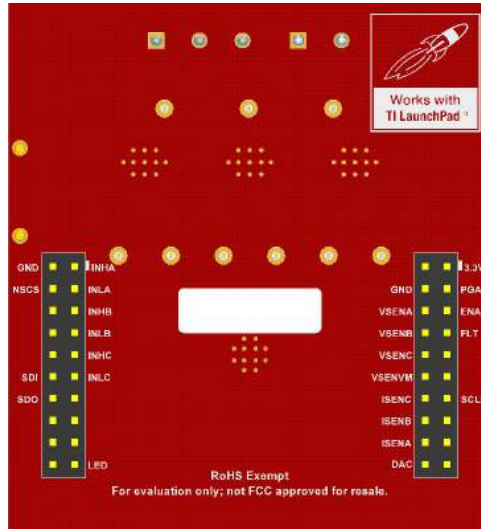 Works with
TI LaunchPad™
GND INHA
NSCS INLA
INHB
INLB
INHC
SDI INLC
SDO
LED
3.3V
GND PGA
VSENA ENA
VSENB FLT
VSENC
VSENVM
ISENC SCL
ISENB
ISENA
DAC
RoHS Exempt
For evaluation only; not FCC approved for resale.